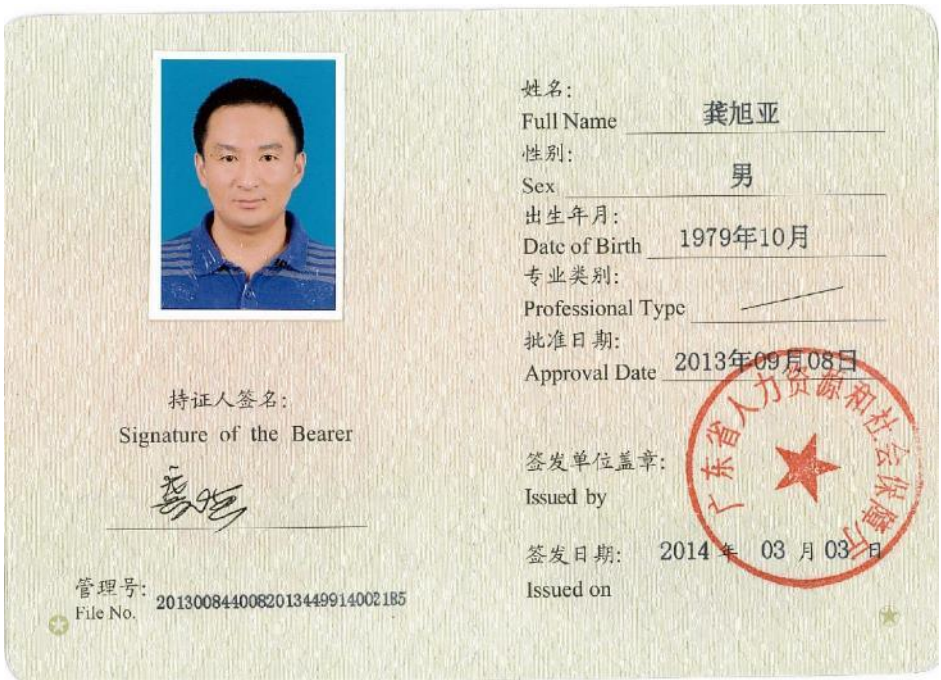 持证人签名:
Signature of the Bearer
管理号:
File No. 2013008440082013449914002185
姓名:
Full Name 龚旭亚
性别:
Sex 男
出生年月:
Date of Birth 1979年10月
专业类别:
Professional Type
批准日期:
Approval Date 2013年09月08日
广东省人力资源和社会保障厅
签发单位盖章:
Issued by
签发日期: 2014 年 03 月 03 日
Issued on